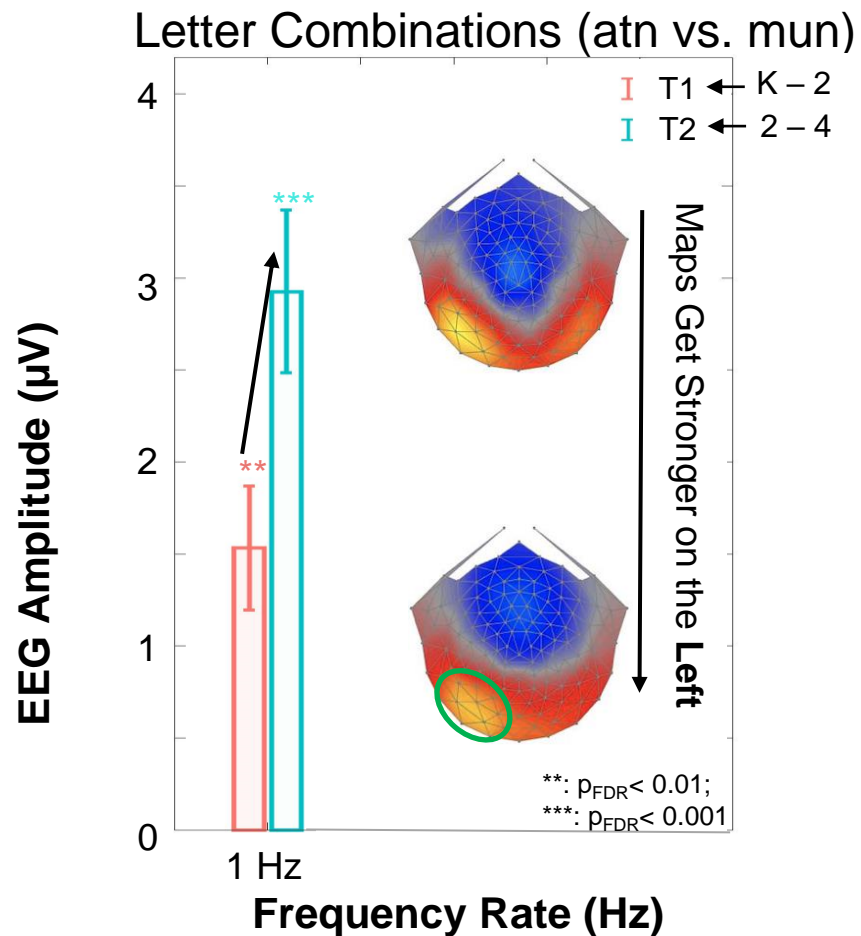 Letter Combinations (atn vs. mun)
4
T1 ← K – 2
T2 ← 2 – 4
***
3
Maps Get Stronger on the Left
EEG Amplitude (µV)
2
**
1
**: pFDR< 0.01;
***: pFDR< 0.001
0
1 Hz
Frequency Rate (Hz)